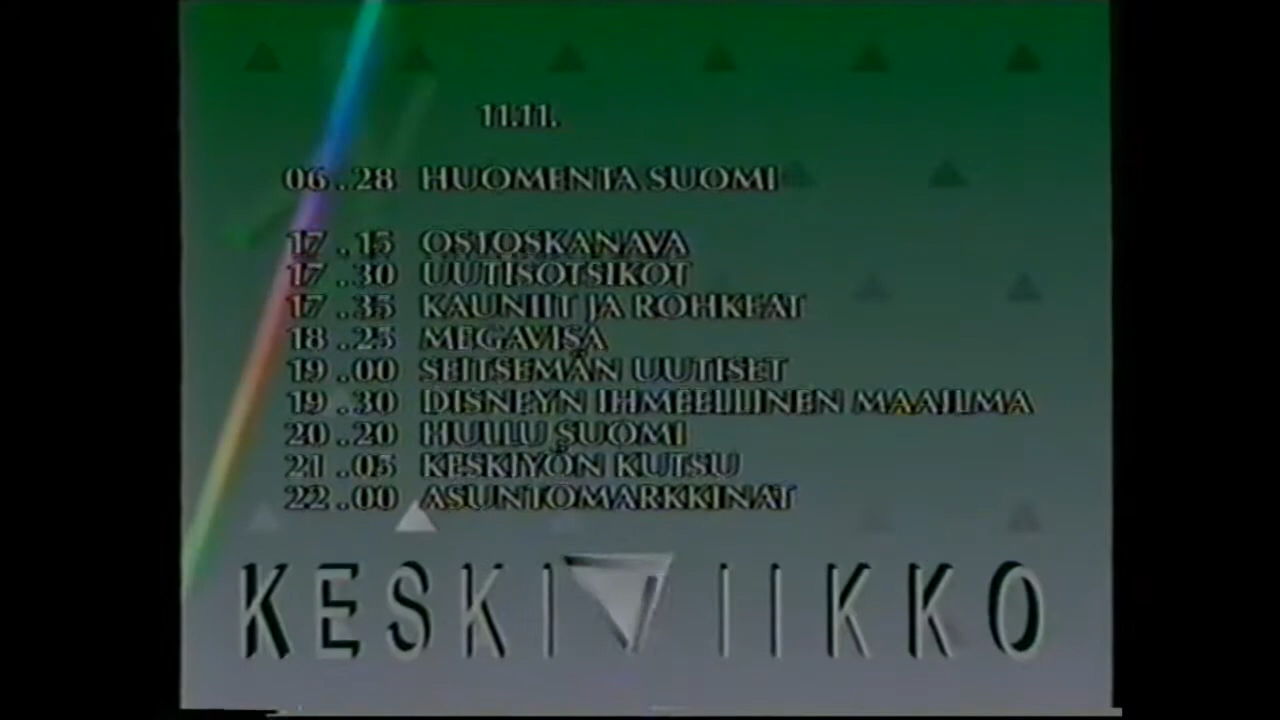 11.11.
06.28 HUOMENTA SUOMI
17.15 OSTOSKANAVA
17.30 UUTISOTSIKOT
17.35 KAUNIIT JA ROHKEAT
18.25 MEGAVISA
19.00 SEITSEMÄN UUTISET
19.30 DISNEYN IHMEELLINEN MAAILMA
20.20 HULLU SUOMI
21.05 KESKIYÖN KUTSU
22.00 ASUNTOMARKKINAT
KESKIVIIKKO